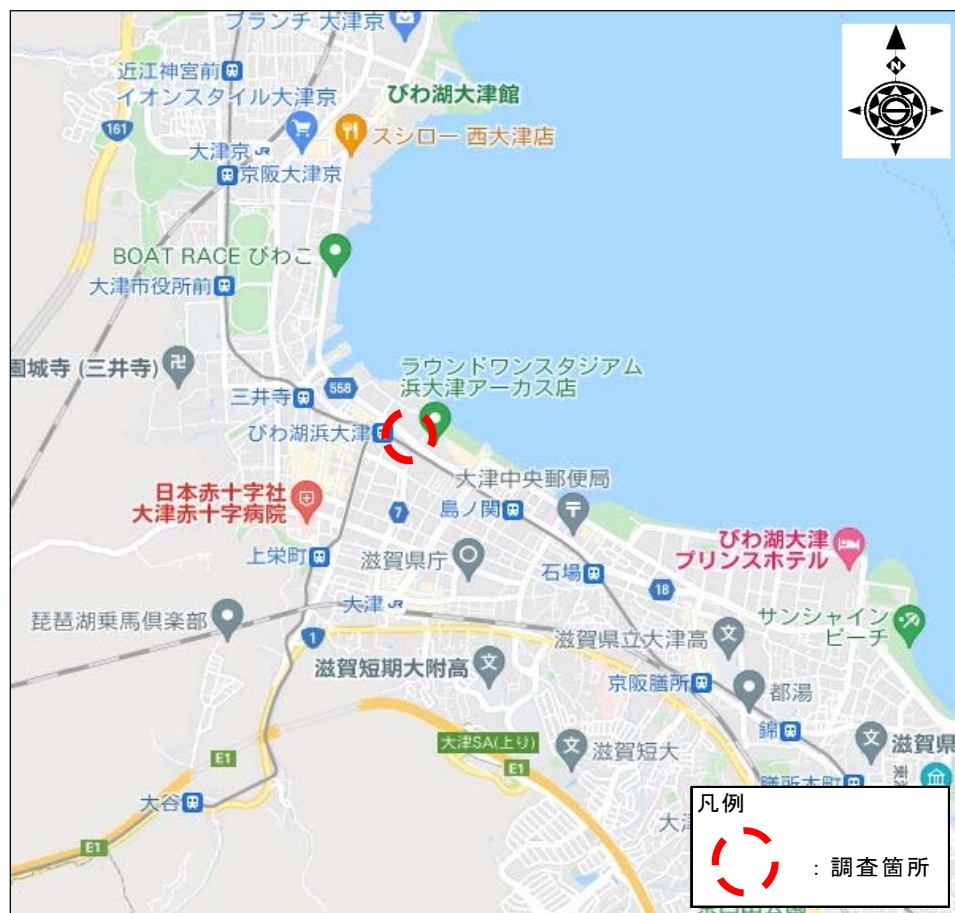 ブランチ 大津京
近江神宮前
イオンスタイル大津京
びわ湖大津館
N
161
スシロー 西大津店
大津京 JR
京阪大津京
BOAT RACE びわこ
大津市役所前
園城寺 (三井寺)
ラウンドワンスタジアム
浜大津アーカス店
558
三井寺
びわ湖浜大津
大津中央郵便局
日本赤十字社
大津赤十字病院
7
島ノ関
びわ湖大津
プリンスホテル
上栄町
滋賀県庁
石場
18
大津 JR
サンシャイン
ビーチ
琵琶湖乗馬倶楽部
1
滋賀県立大津高
滋賀短期大附高
京阪膳所
都湯
錦
大津SA(上り)
滋賀短大
滋賀県
E1
E1
膳所本町
大谷
凡例
E1
: 調査箇所